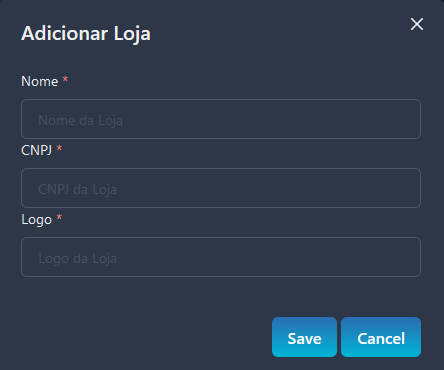 Adicionar Loja
Nome *
Nome da Loja
CNPJ *
CNPJ da Loja
Logo *
Logo da Loja
Save Cancel